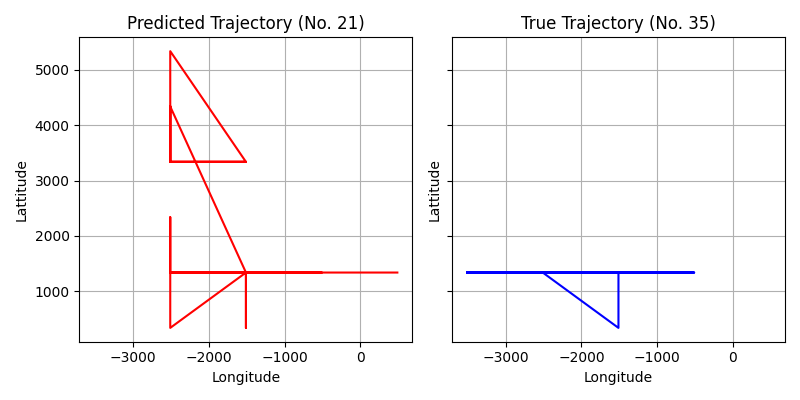 Predicted Trajectory (No. 21)
True Trajectory (No. 35)
Lattitude
5000
4000
3000
2000
1000
−3000
−2000
−1000
0
Longitude
Lattitude
−3000
−2000
−1000
0
Longitude